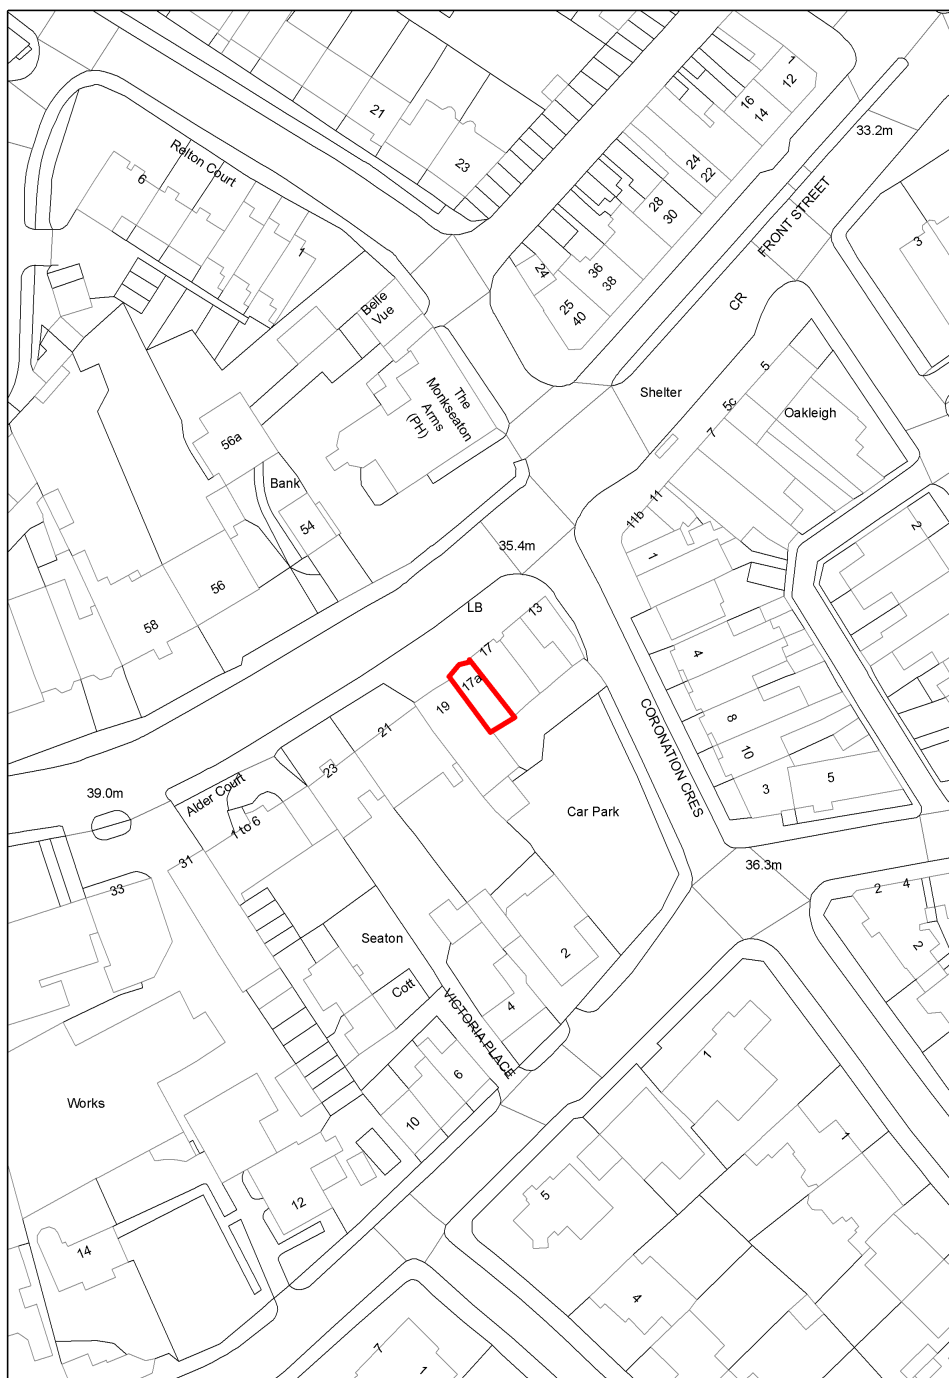 1
12
16
14
21
33.2m
23
24
22
Relton Court
6
28
30
FRONT STREET
3
1
24
36
38
25
40
CR
Belle
Vue
5
Shelter
The
Monkseaton
Arms
(PH)
5c
Oakleigh
7
56a
Bank
11
11b
54
2
35.4m
1
56
LB
13
58
17
4
17a
19
CORONATION CRES
8
21
10
23
3
5
Alder Court
39.0m
1 to 6
Car Park
31
36.3m
33
2
4
2
Seaton
2
Cott
VICTORIA PLACE
4
1
6
Works
10
1
5
12
14
4
7
1